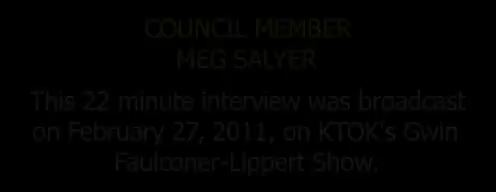 COUNCIL MEMBER
MEG SALYER
This 22 minute interview was broadcast
on February 27, 2011, on KTOK's Gwin
Faulconer-Lippert Show.